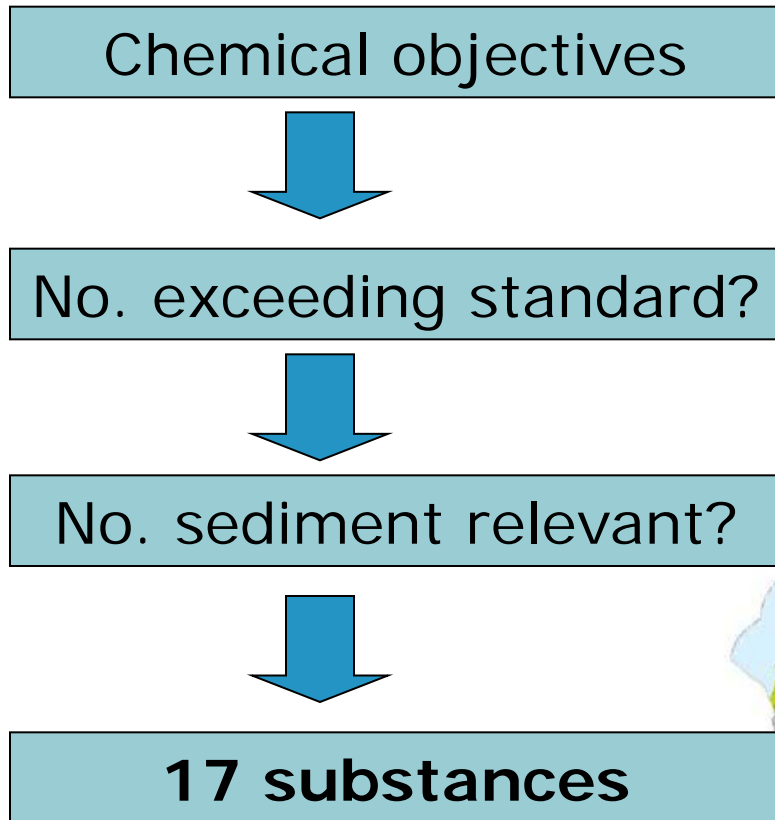 Chemical objectives
No. exceeding standard?
No. sediment relevant?
17 substances